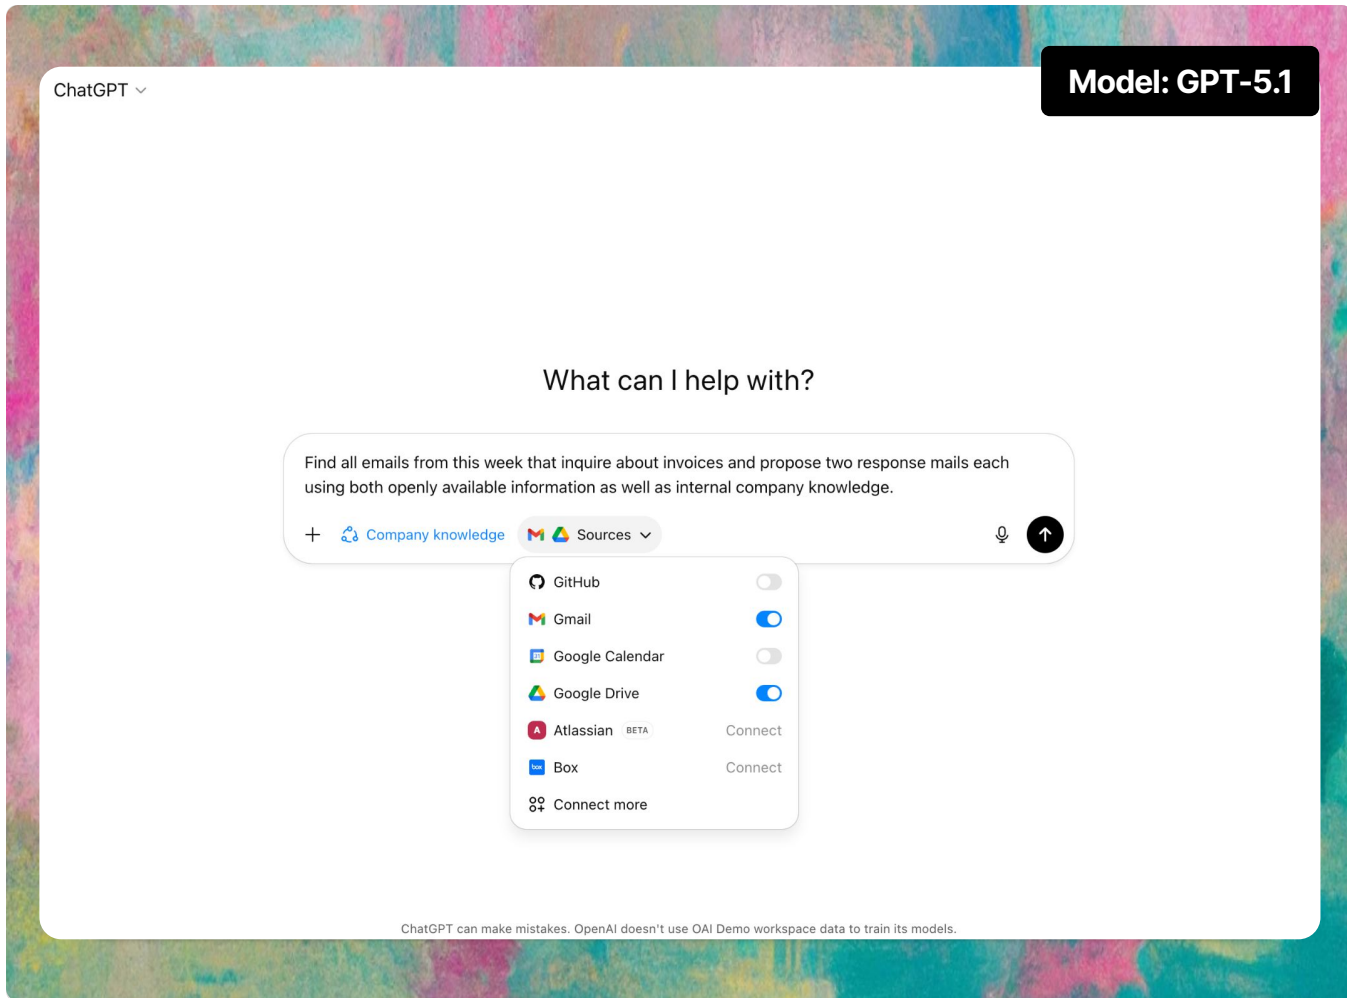 ChatGPT
Model: GPT-5.1
What can I help with?
Find all emails from this week that inquire about invoices and propose two response mails each
using both openly available information as well as internal company knowledge.
Company knowledge
Sources
GitHub
Gmail
Google Calendar
Google Drive
A Atlassian BETA Connect
box Box Connect
Connect more
ChatGPT can make mistakes. OpenAI doesn't use OAI Demo workspace data to train its models.